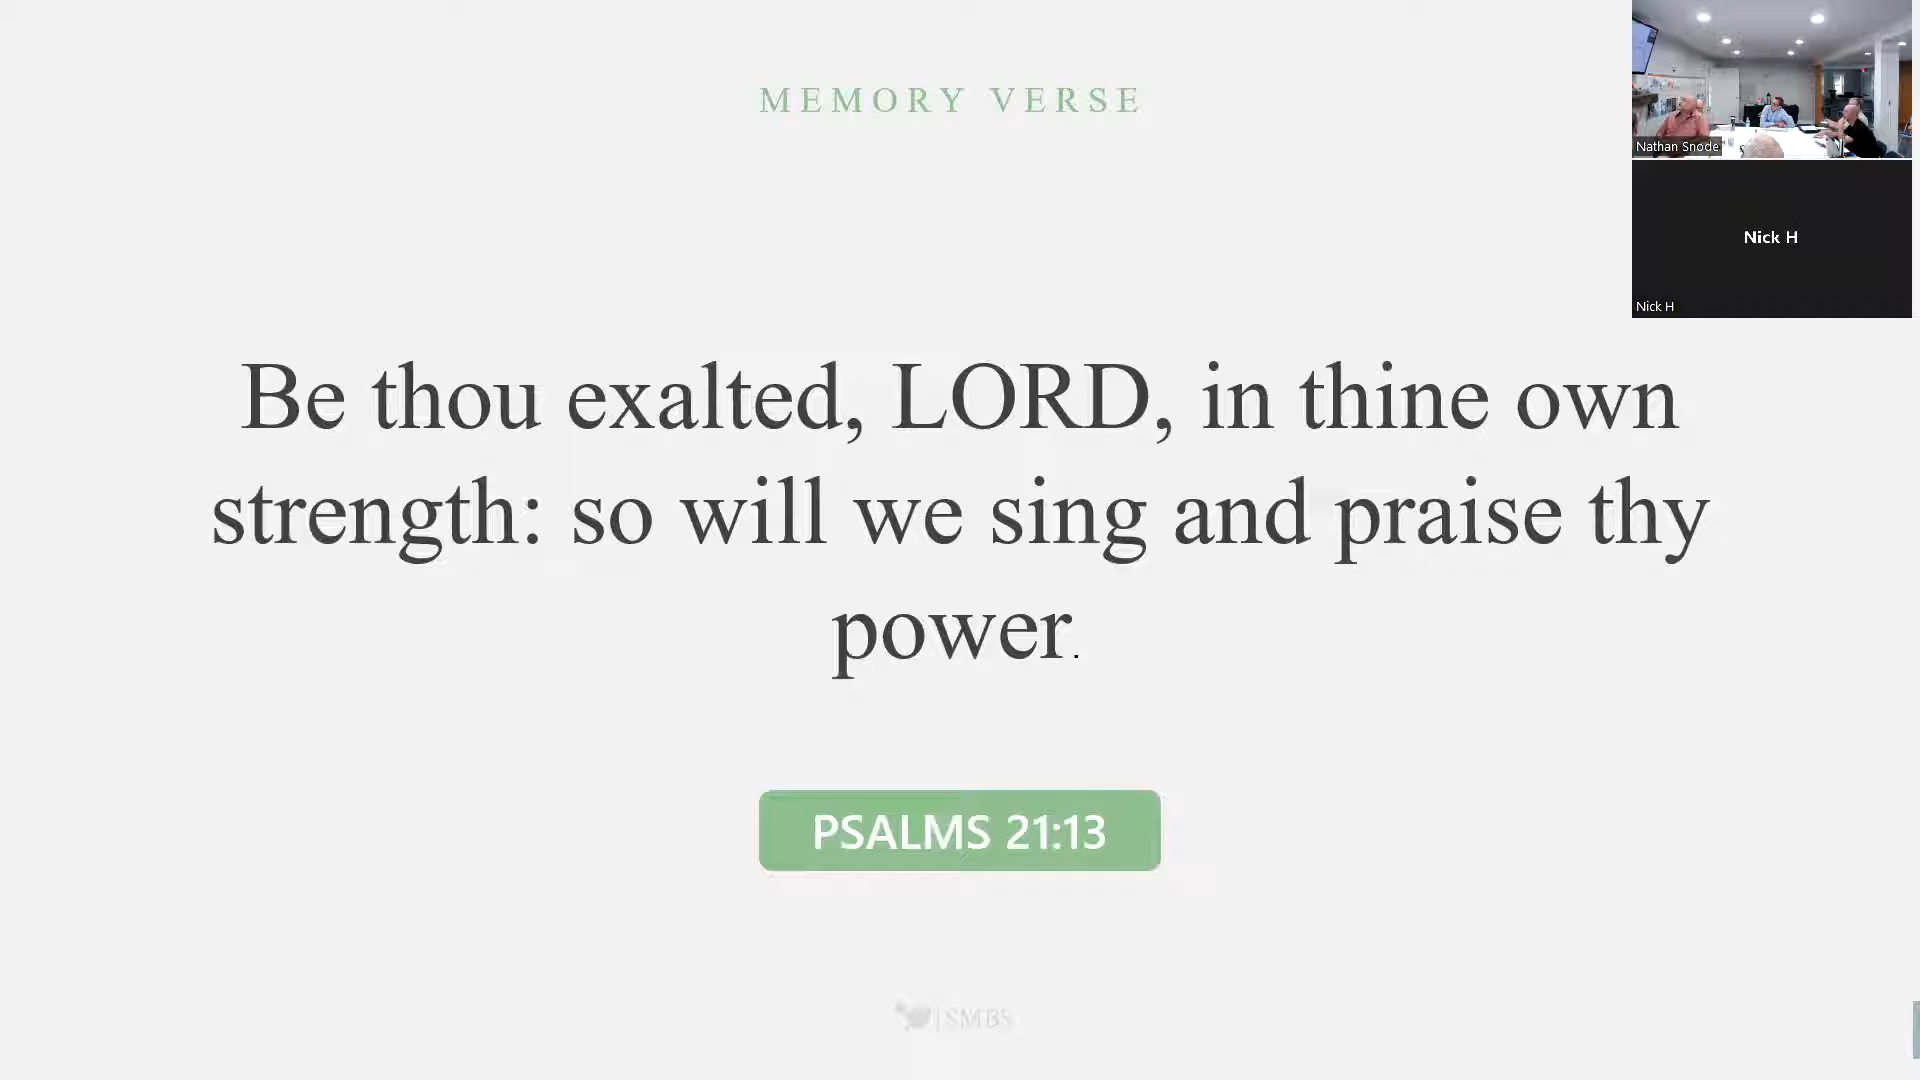 MEMORY VERSE
Be thou exalted, LORD, in thine own
strength: so will we sing and praise thy
power.
PSALMS 21:13
SMBS
Nathan Snode
Nick H
Nick H